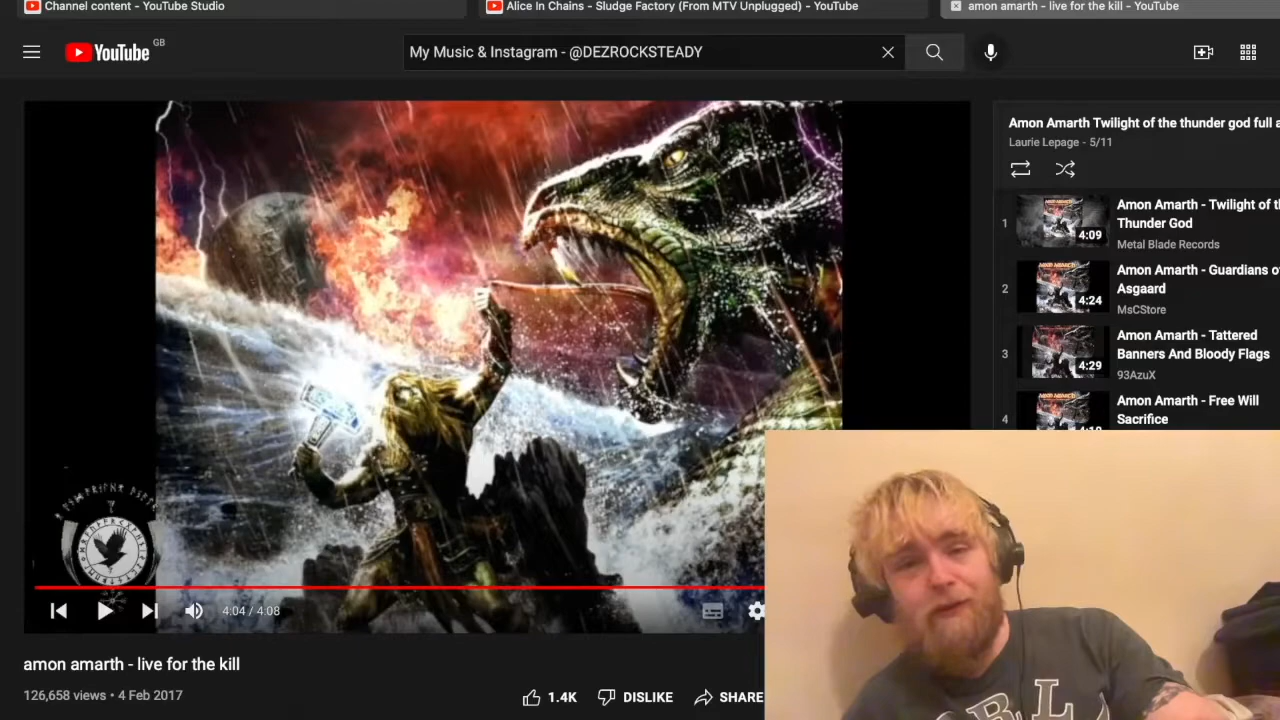 Channel content - YouTube Studio
Alice In Chains - Sludge Factory (From MTV Unplugged) - YouTube
amon amarth - live for the kill - YouTube
YouTube GB
My Music & Instagram - @DEZROCKSTEADY
Amon Amarth Twilight of the thunder god full a
Laurie Lepage - 5/11
1
Amon Amarth - Twilight of th
Thunder God
4:09
Metal Blade Records
2
Amon Amarth - Guardians o
Asgaard
4:24
MsCStore
3
Amon Amarth - Tattered
Banners And Bloody Flags
4:29
93AzuX
4
Amon Amarth - Free Will
Sacrifice
4:04 / 4:08
amon amarth - live for the kill
126,658 views • 4 Feb 2017
1.4K
DISLIKE
SHARE